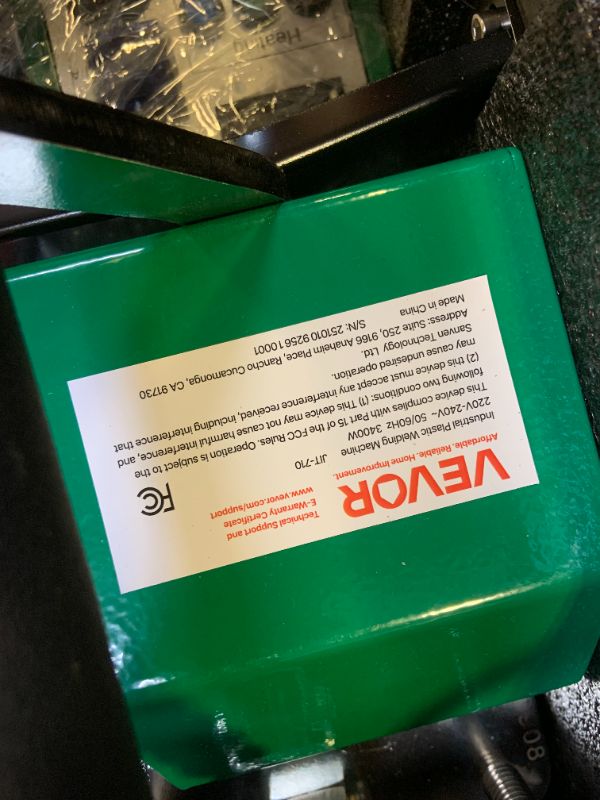 VEVOR
Affordable. Reliable. Home Improvement.
Technical Support and
E-Warranty Certificate
www.vevor.com/support
Industrial Plastic Welding Machine
JIT-710
220V-240V~ 50/60Hz 3400W
This device complies with Part 15 of the FCC Rules. Operation is subject to the
following two conditions: (1) This device may not cause harmful interference, and
(2) this device must accept any interference received, including interference that
may cause undesired operation.
FC
Sanven Technology Ltd.
Address: Suite 250, 9166 Anaheim Place, Rancho Cucamonga, CA 91730
Made in China
S/N: 251010 9256 1 0001
Heating
808